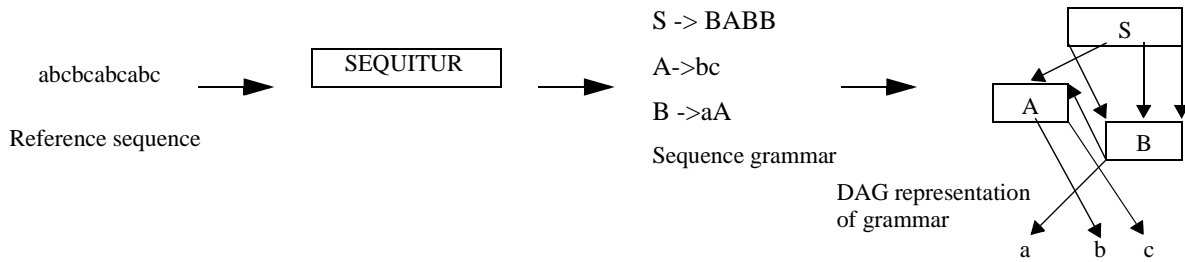 abcbcabcabc
Reference sequence
SEQUITUR
S -> BABB
A->bc
B ->aA
Sequence grammar
DAG representation
of grammar
S
A
B
a
b
c